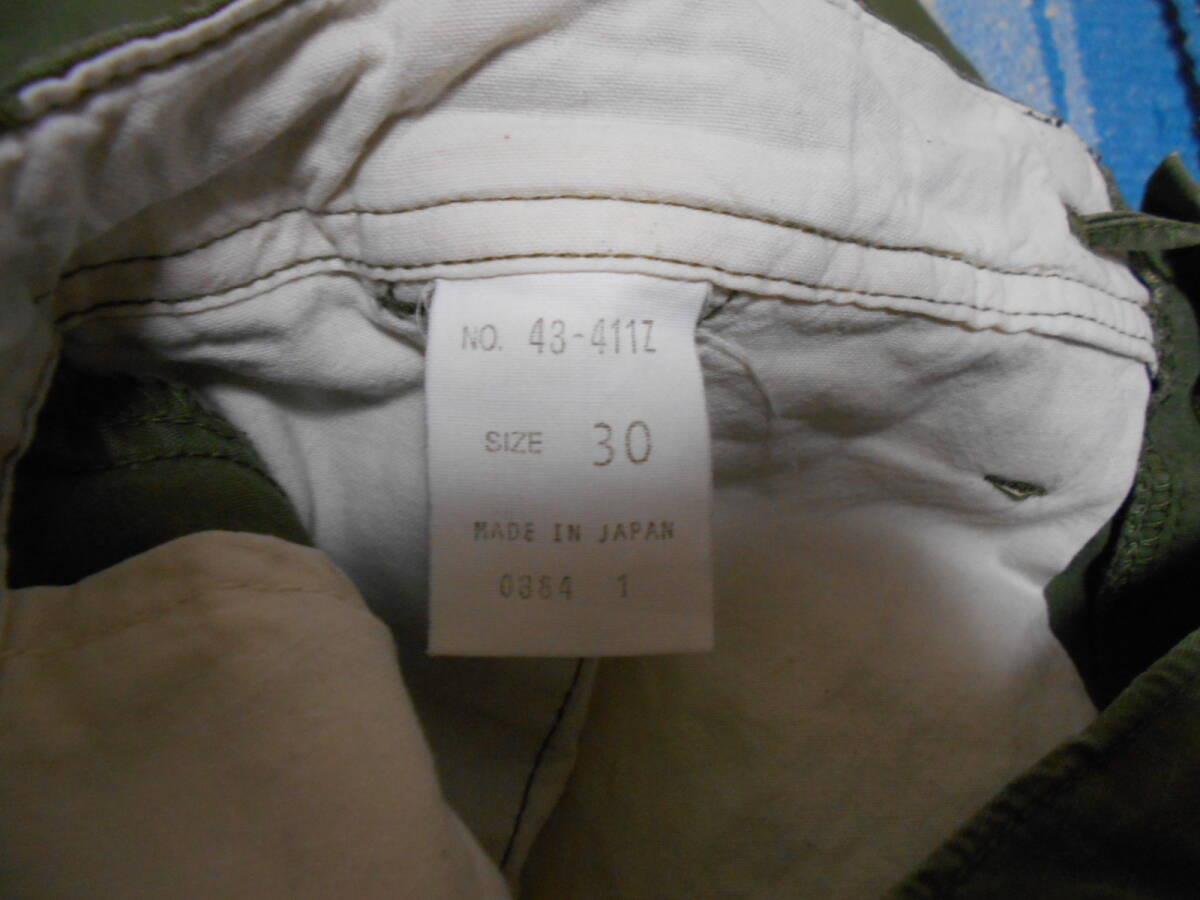 NO. 43-411Z
SIZE 30
MADE IN JAPAN
0384 1